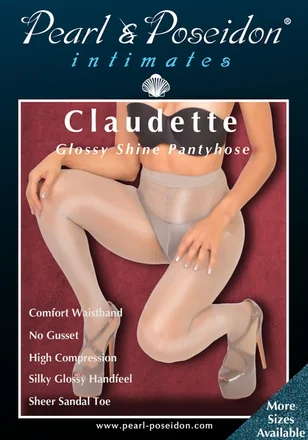 Pearl & Poseidon®
intimates
Claudette
Glossy Shine Pantyhose
Comfort Waistband
No Gusset
High Compression
Silky Glossy Handfeel
Sheer Sandal Toe
More
Sizes
Available
www.pearl-poseidon.com